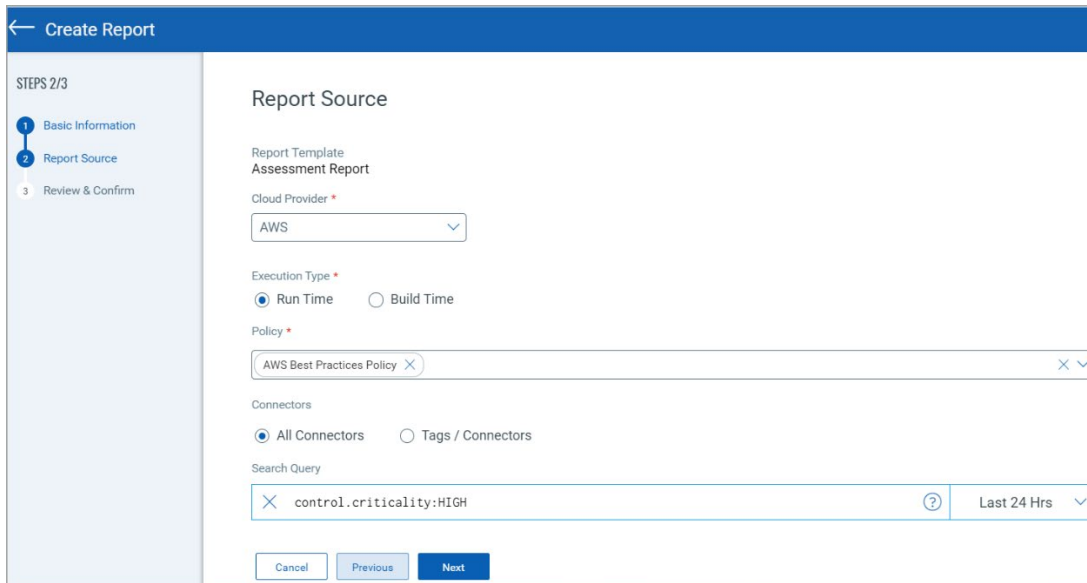 Create Report
STEPS 2/3
1 Basic Information
2 Report Source
3 Review & Confirm
Report Source
Report Template
Assessment Report
Cloud Provider *
AWS
Execution Type *
Run Time Build Time
Policy *
AWS Best Practices Policy
Connectors
All Connectors Tags / Connectors
Search Query
control.criticality:HIGH ? Last 24 Hrs
Cancel Previous Next